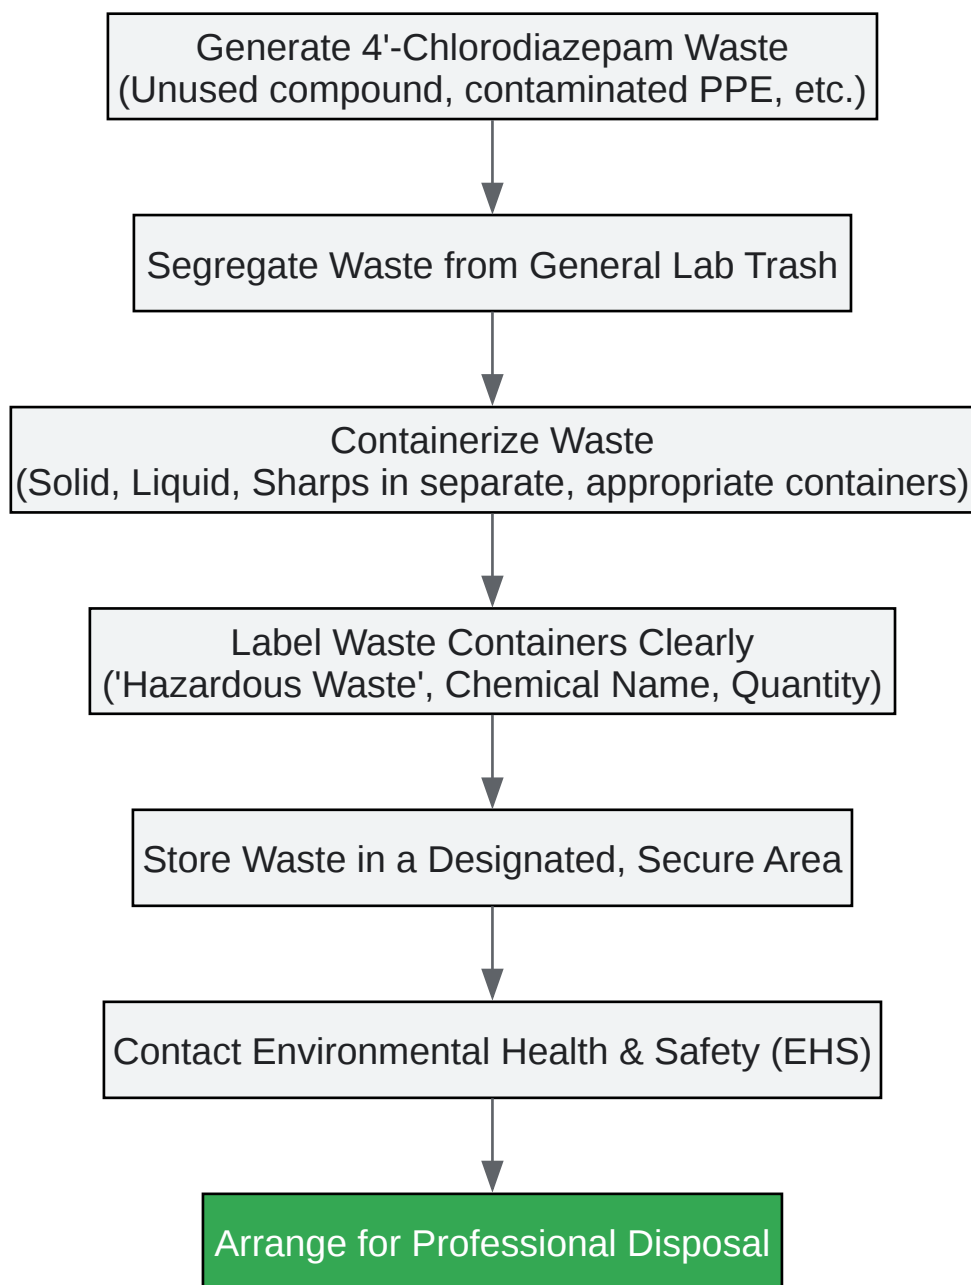 Generate 4'-Chlorodiazepam Waste
(Unused compound, contaminated PPE, etc.)
Segregate Waste from General Lab Trash
Containerize Waste
(Solid, Liquid, Sharps in separate, appropriate containers)
Label Waste Containers Clearly
('Hazardous Waste', Chemical Name, Quantity)
Store Waste in a Designated, Secure Area
Contact Environmental Health & Safety (EHS)
Arrange for Professional Disposal